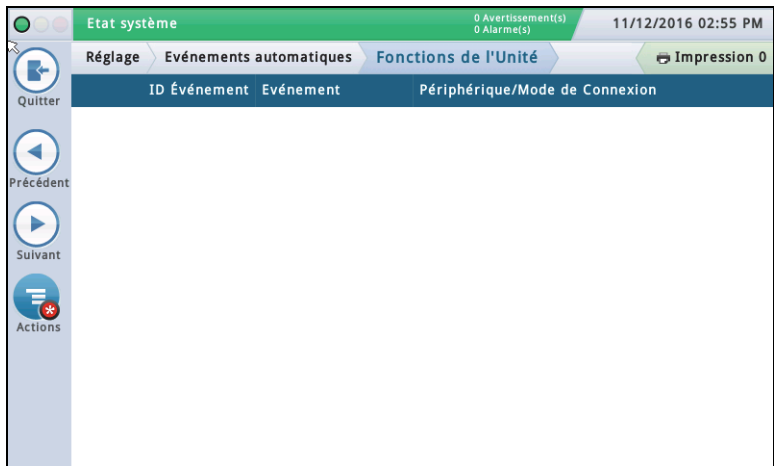 Etat système
0 Avertissement(s)
0 Alarme(s)
11/12/2016 02:55 PM
Réglage Evénements automatiques Fonctions de l'Unité Impression 0
ID Événement Evénement Périphérique/Mode de Connexion
Quitter
Précédent
Suivant
Actions